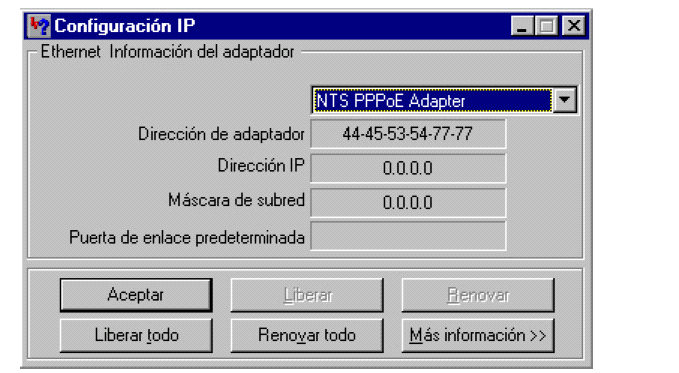 Configuración IP
Ethernet Información del adaptador
NTS PPPoE Adapter
Dirección de adaptador 44-45-53-54-77-77
Dirección IP 0.0.0.0
Máscara de subred 0.0.0.0
Puerta de enlace predeterminada
Aceptar Liberar Renovar
Liberar todo Renovar todo Más información >>